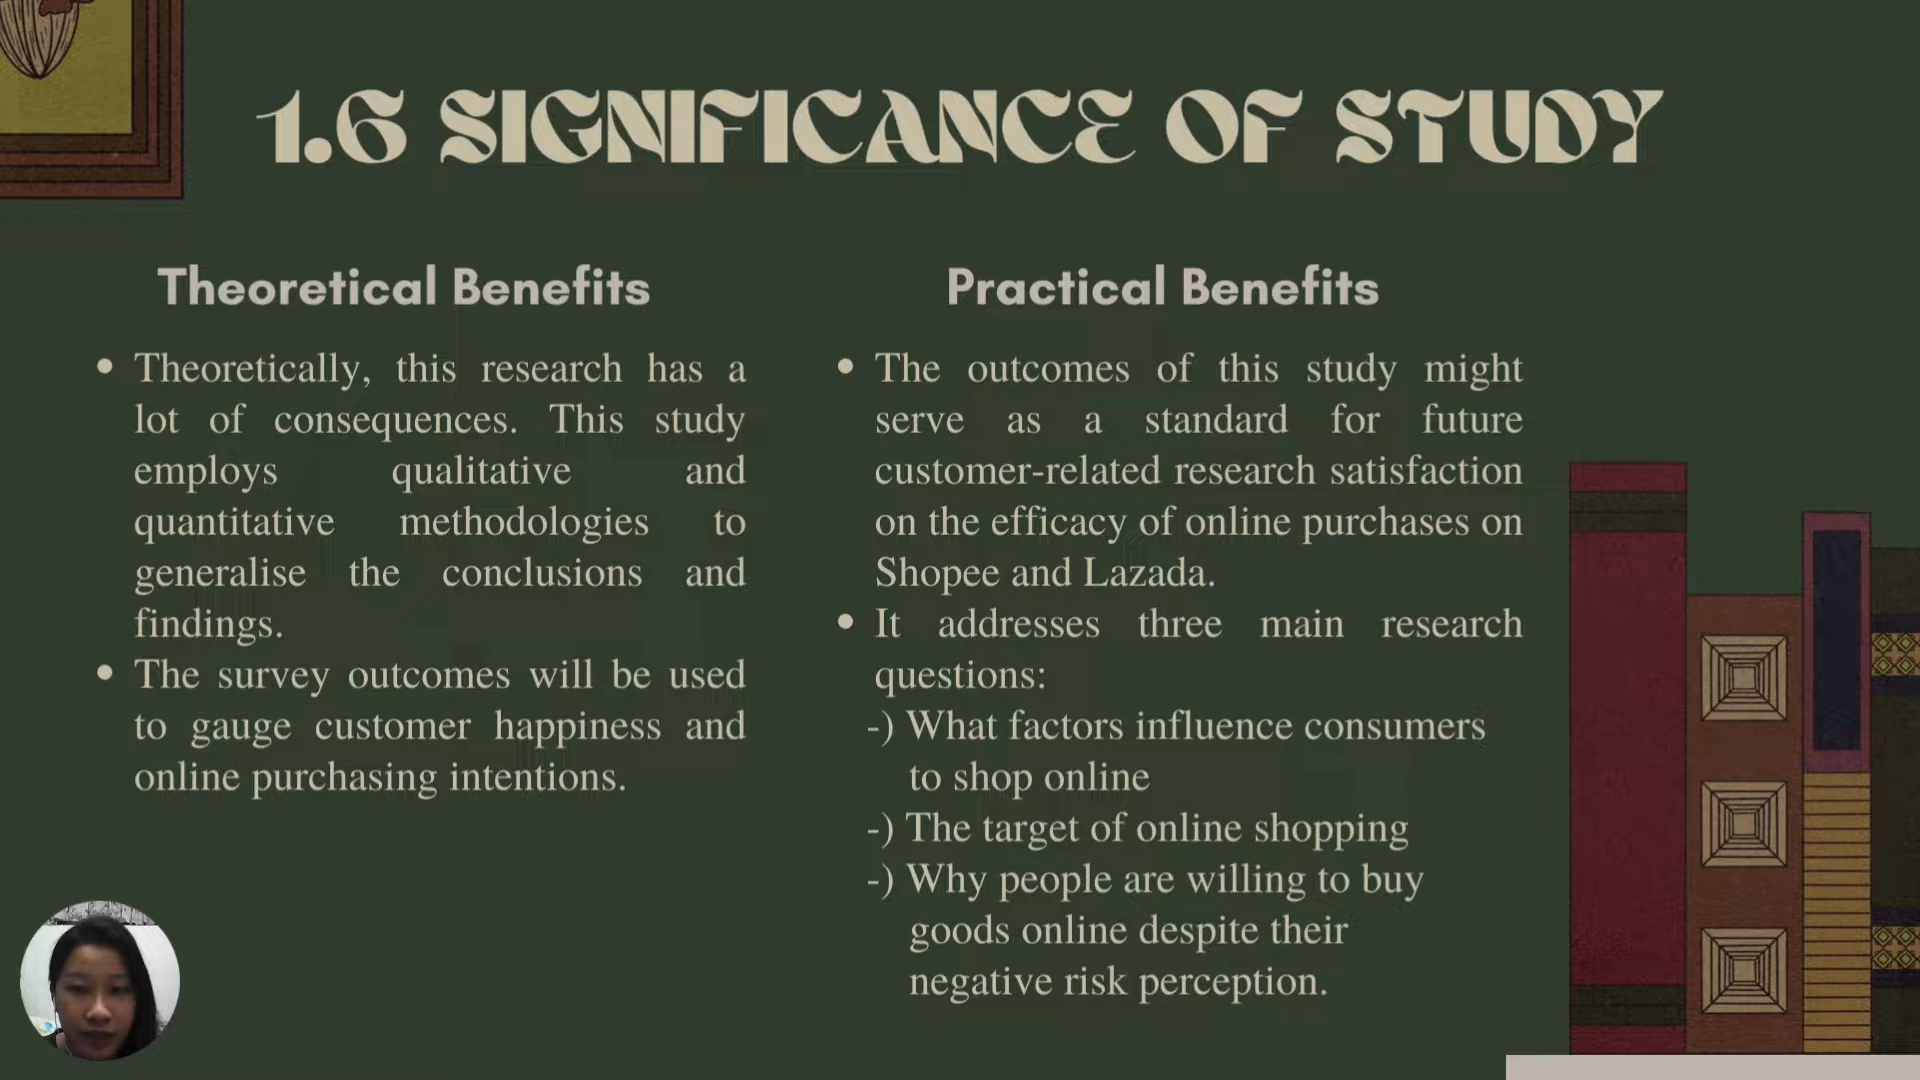 1.6 SIGNIFICANCE OF STUDY
Theoretical Benefits
• Theoretically, this research has a
lot of consequences. This study
employs qualitative and
quantitative methodologies to
generalise the conclusions and
findings.
• The survey outcomes will be used
to gauge customer happiness and
online purchasing intentions.
Practical Benefits
• The outcomes of this study might
serve as a standard for future
customer-related research satisfaction
on the efficacy of online purchases on
Shopee and Lazada.
• It addresses three main research
questions:
-) What factors influence consumers
to shop online
-) The target of online shopping
-) Why people are willing to buy
goods online despite their
negative risk perception.